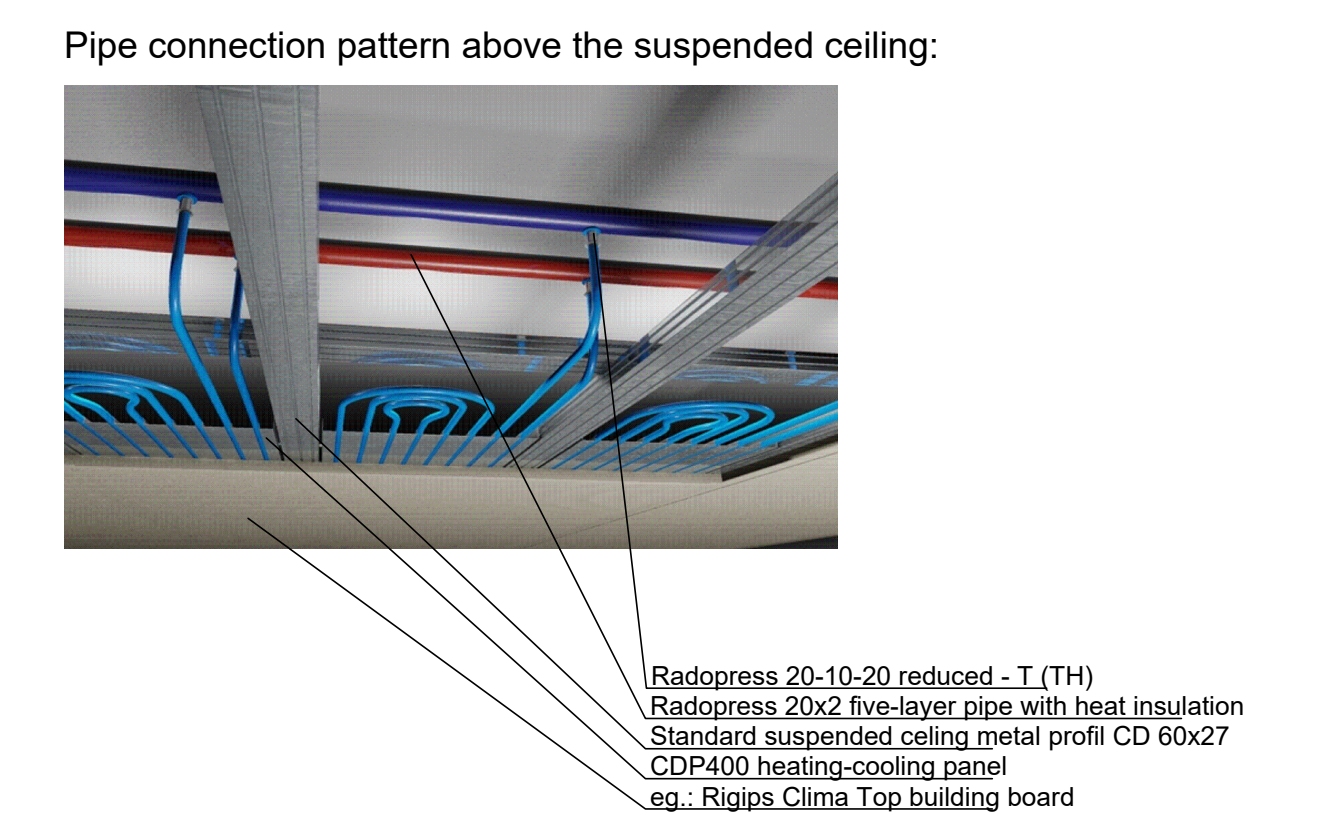 Pipe connection pattern above the suspended ceiling:
Radopress 20-10-20 reduced - T (TH)
Radopress 20x2 five-layer pipe with heat insulation
Standard suspended celing metal profil CD 60x27
CDP400 heating-cooling panel
eg.: Rigips Clima Top building board